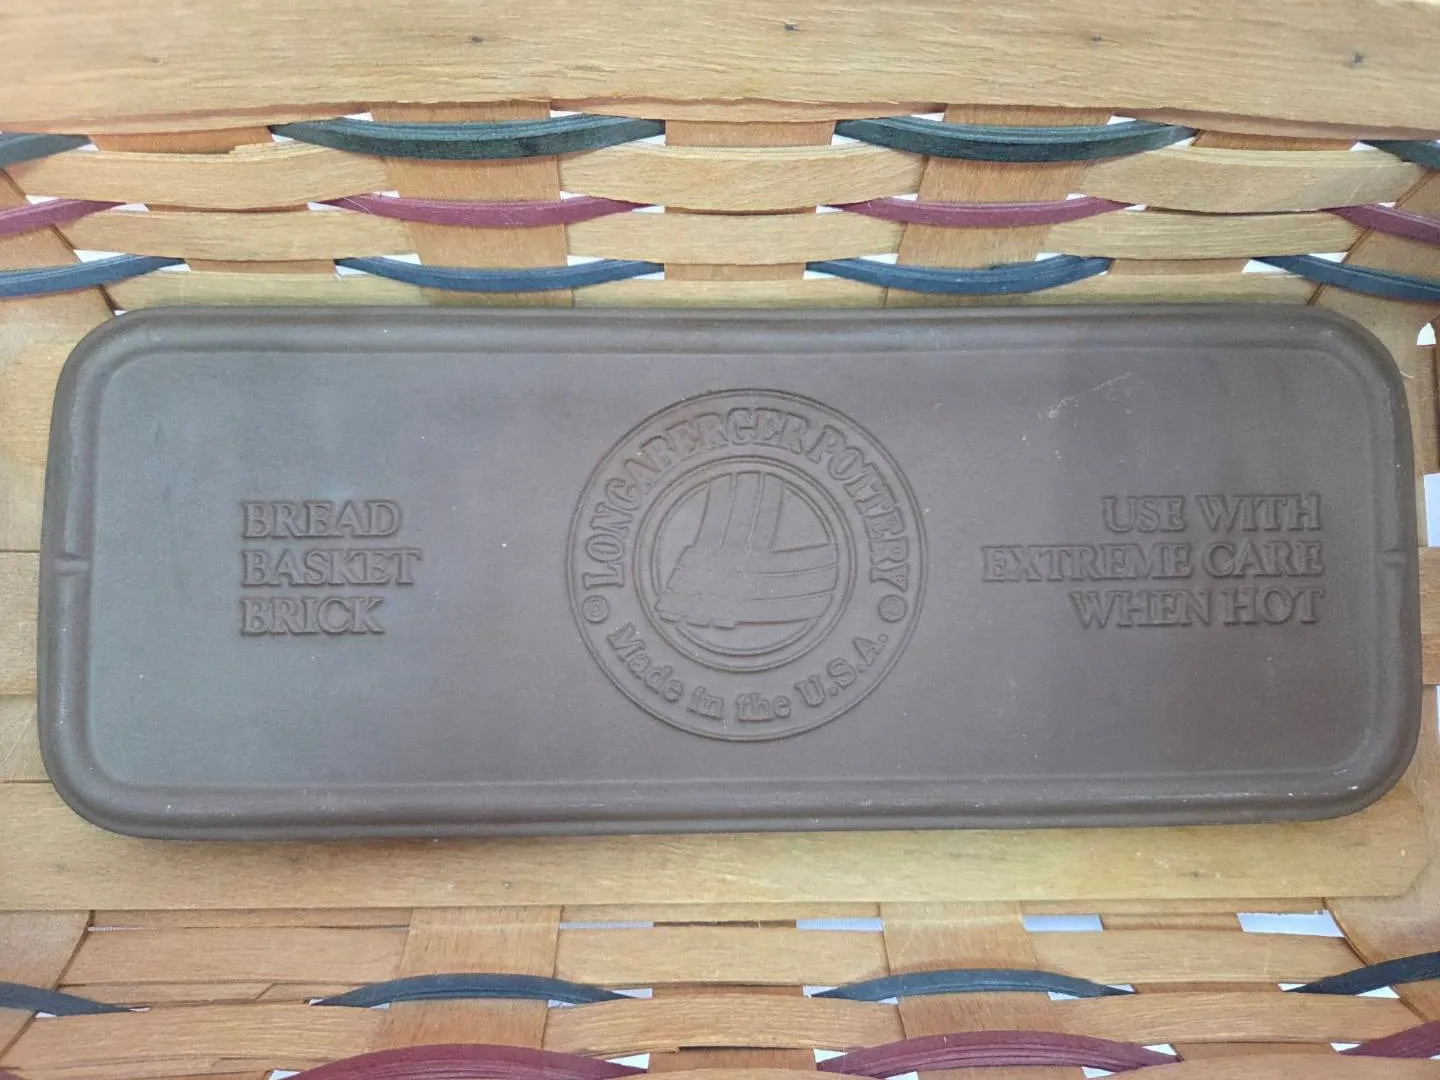 BREAD
BASKET
BRICK
LONGABERGER POTTERY
Made in the U.S.A.
USE WITH
EXTREME CARE
WHEN HOT